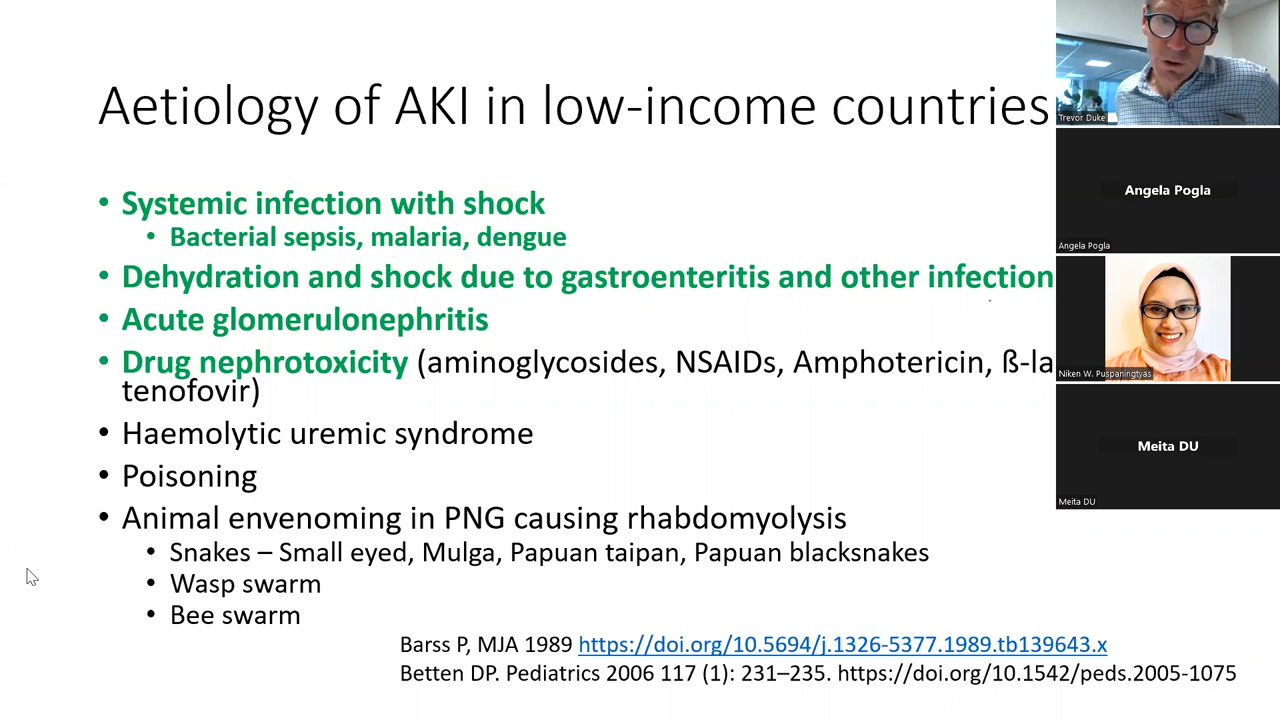 Aetiology of AKI in low-income countries
• Systemic infection with shock
• Bacterial sepsis, malaria, dengue
• Dehydration and shock due to gastroenteritis and other infection
• Acute glomerulonephritis
• Drug nephrotoxicity (aminoglycosides, NSAIDs, Amphotericin, ß-la
tenofovir)
• Haemolytic uremic syndrome
• Poisoning
• Animal envenoming in PNG causing rhabdomyolysis
• Snakes – Small eyed, Mulga, Papuan taipan, Papuan blacksnakes
• Wasp swarm
• Bee swarm
Barss P, MJA 1989 https://doi.org/10.5694/j.1326-5377.1989.tb139643.x
Betten DP. Pediatrics 2006 117 (1): 231–235. https://doi.org/10.1542/peds.2005-1075
Trevor Duke
Angela Pogla
Angela Pogla
Niken W. Puspaningtyas
Meita DU
Meita DU